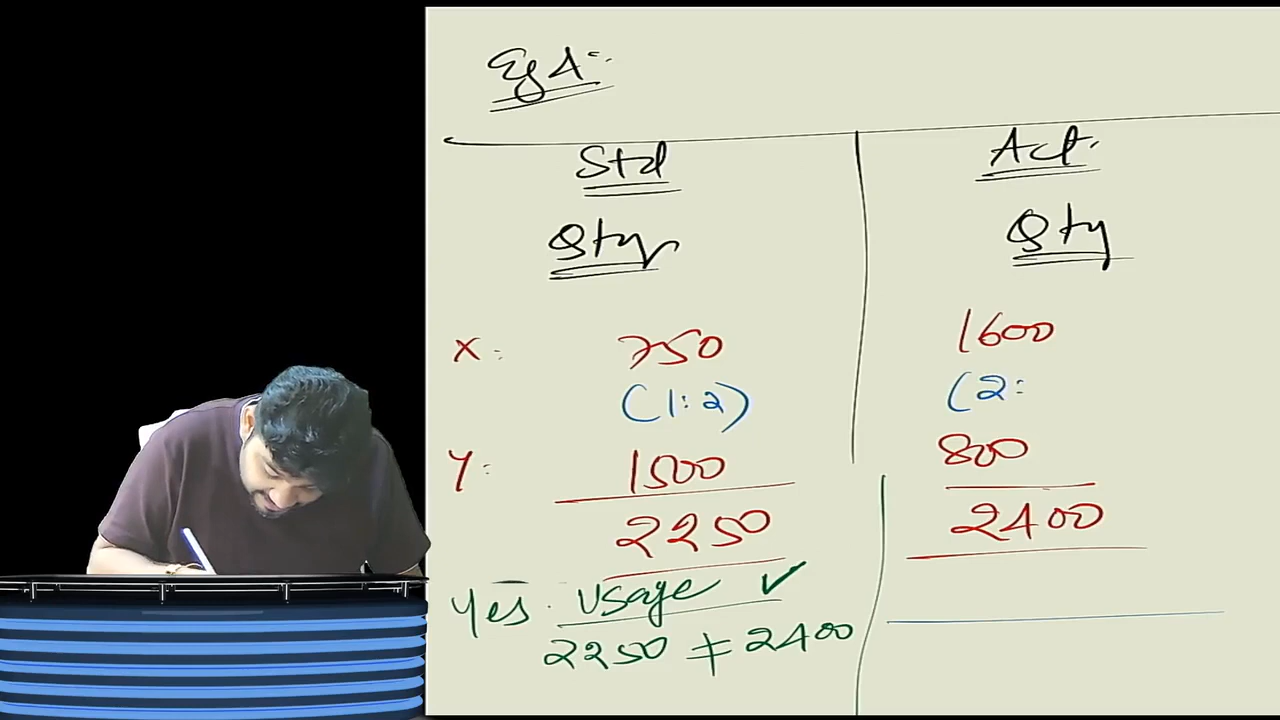 Eg 4:-
Std Act.
Qty Qty
X: 750 1600
(1:2) (2:
Y: 1500 800
2250 2400
Yes. Usage ✓
2250 ≠ 2400